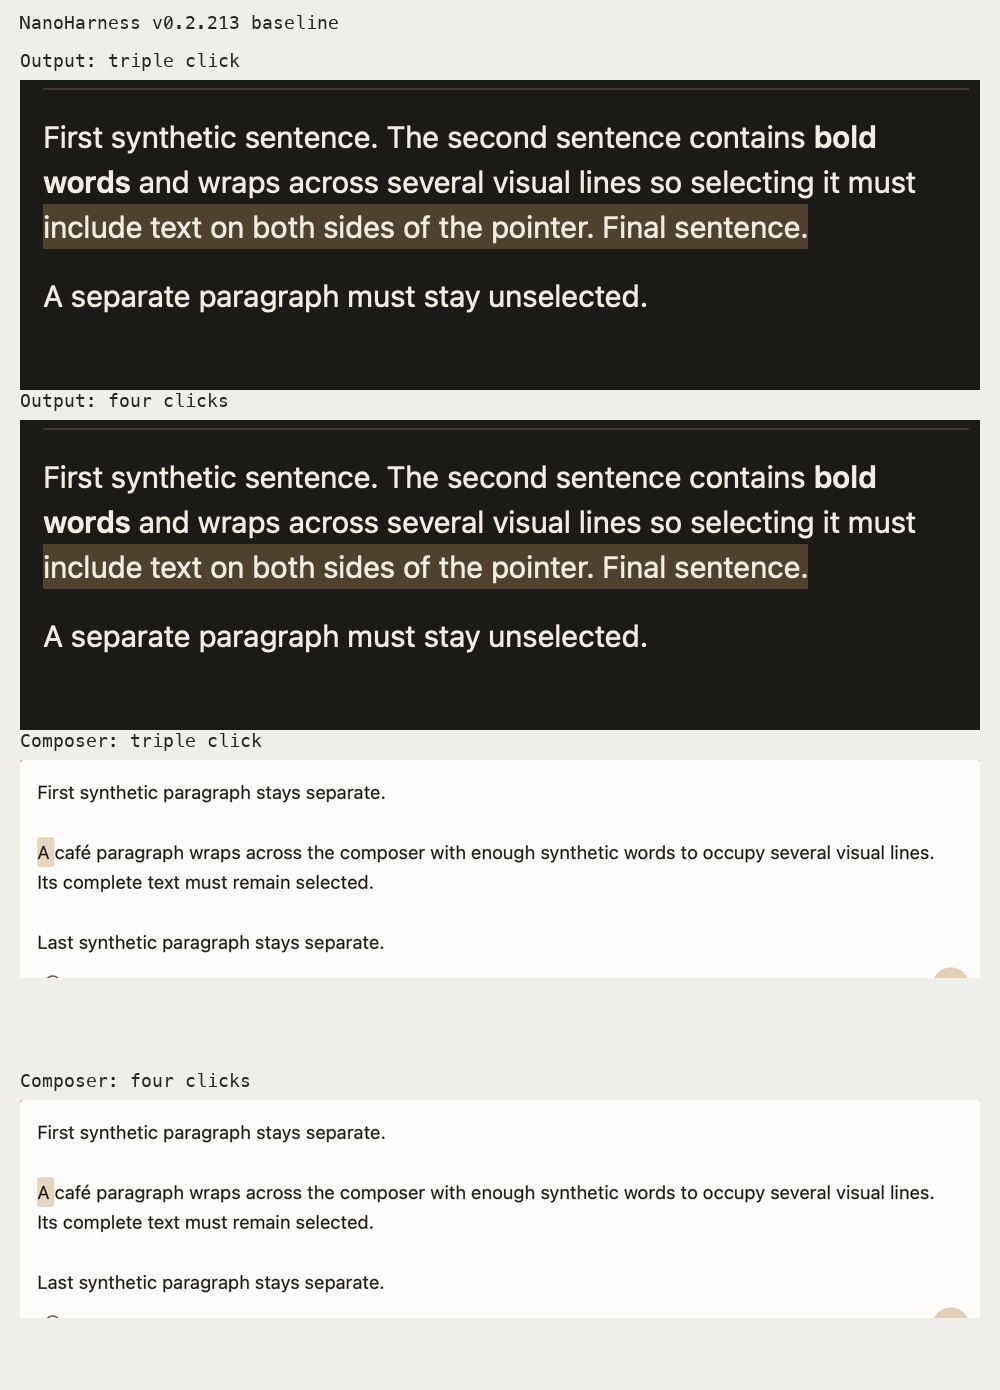 NanoHarness v0.2.213 baseline
Output: triple click
First synthetic sentence. The second sentence contains bold
words and wraps across several visual lines so selecting it must
include text on both sides of the pointer. Final sentence.
A separate paragraph must stay unselected.
Output: four clicks
First synthetic sentence. The second sentence contains bold
words and wraps across several visual lines so selecting it must
include text on both sides of the pointer. Final sentence.
A separate paragraph must stay unselected.
Composer: triple click
First synthetic paragraph stays separate.
A café paragraph wraps across the composer with enough synthetic words to occupy several visual lines.
Its complete text must remain selected.
Last synthetic paragraph stays separate.
Composer: four clicks
First synthetic paragraph stays separate.
A café paragraph wraps across the composer with enough synthetic words to occupy several visual lines.
Its complete text must remain selected.
Last synthetic paragraph stays separate.